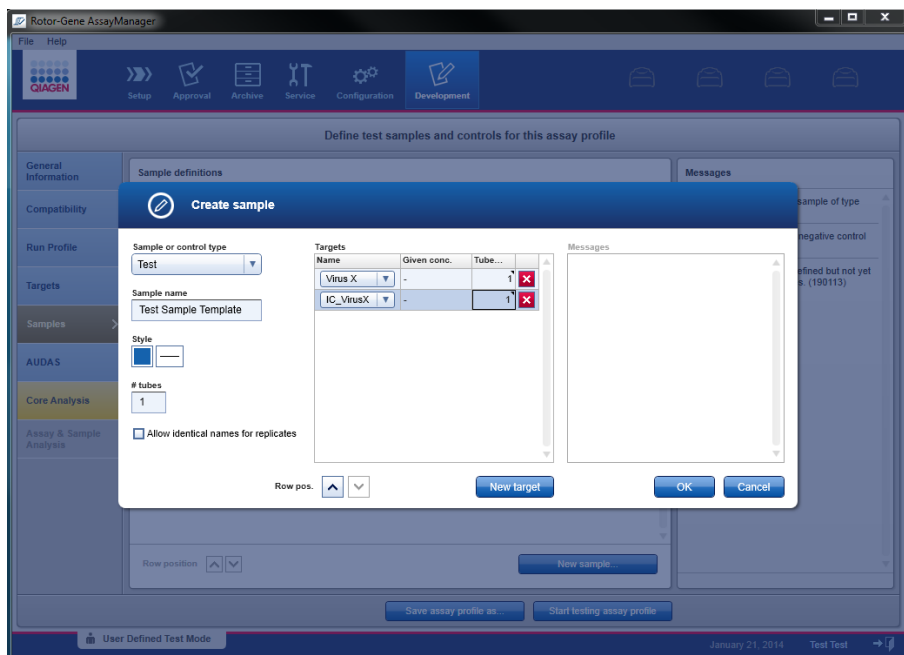 Rotor-Gene AssayManager
File Help
QIAGEN
Setup Approval Archive Service Configuration Development
Define test samples and controls for this assay profile
General
Information
Compatibility
Run Profile
Targets
Samples
AUDAS
Core Analysis
Assay & Sample
Analysis
Sample definitions
Messages
sample of type
negative control
efined but not yet
s. (190113)
Create sample
Sample or control type
Test
Sample name
Test Sample Template
Style
# tubes
1
Allow identical names for replicates
Targets
Name Given conc. Tube...
Virus X - 1
IC_VirusX - 1
Messages
Row pos.
New target
OK Cancel
Row position
New sample...
Save assay profile as... Start testing assay profile
User Defined Test Mode
January 21, 2014 Test Test